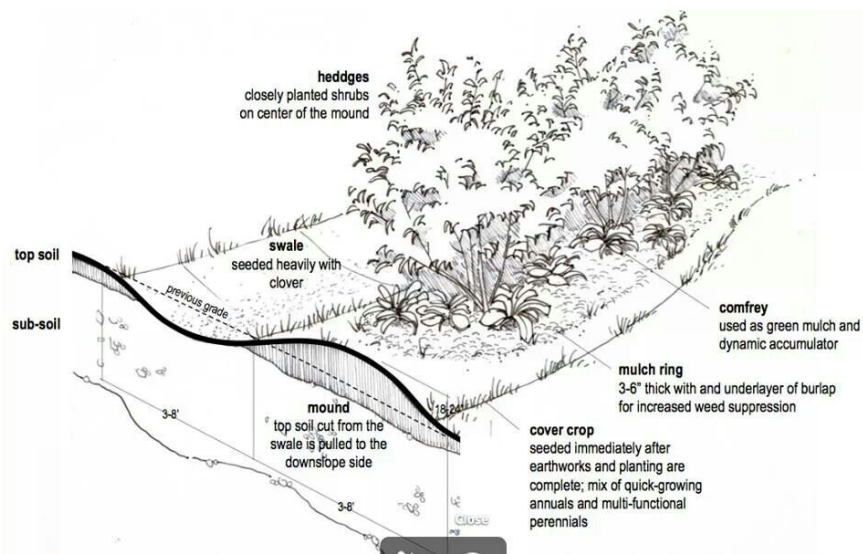 heddges
closely planted shrubs
on center of the mound
swale
seeded heavily with
clover
top soil
previous grade
sub-soil
comfrey
used as green mulch and
dynamic accumulator
mulch ring
3-6” thick with and underlayer of burlap
for increased weed suppression
18-24"
3-8'
mound
top soil cut from the
swale is pulled to the
downslope side
cover crop
seeded immediately after
earthworks and planting are
complete; mix of quick-growing
annuals and multi-functional
perennials
3-8'
Close